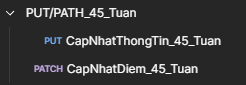 PUT/PATH_45_Tuan
PUT CapNhatThongTin_45_Tuan
PATCH CapNhatDiem_45_Tuan